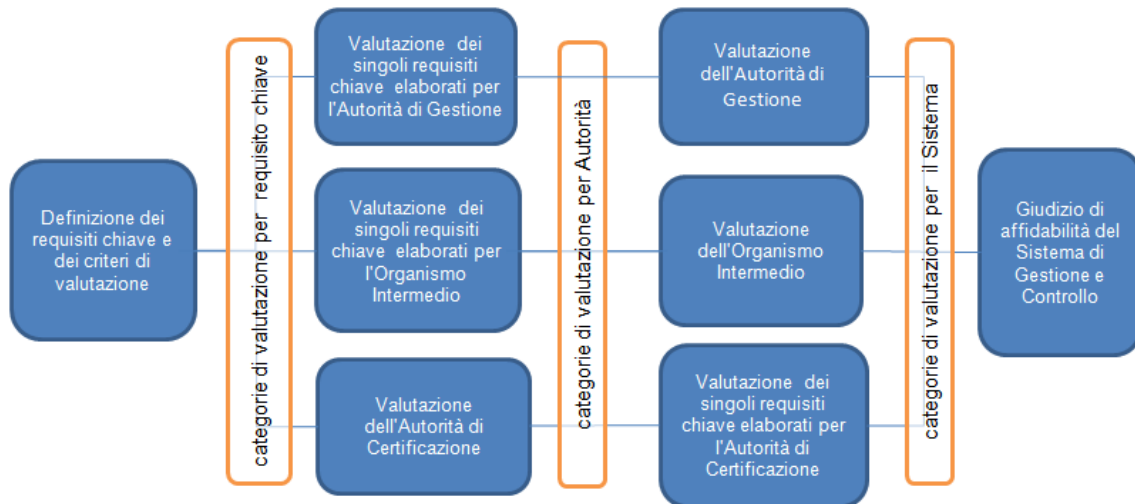 Definizione dei
requisiti chiave e
dei criteri di
valutazione
categorie di valutazione per requisito chiave
Valutazione dei
singoli requisiti
chiave elaborati per
l'Autorità di Gestione
Valutazione dei
singoli requisiti
chiave elaborati per
l'Organismo
Intermedio
Valutazione
dell'Autorità di
Certificazione
categorie di valutazione per Autorità
Valutazione
dell'Autorità di
Gestione
Valutazione
dell'Organismo
Intermedio
Valutazione dei
singoli requisiti
chiave elaborati per
l'Autorità di
Certificazione
categorie di valutazione per il Sistema
Giudizio di
affidabilità del
Sistema di
Gestione e
Controllo